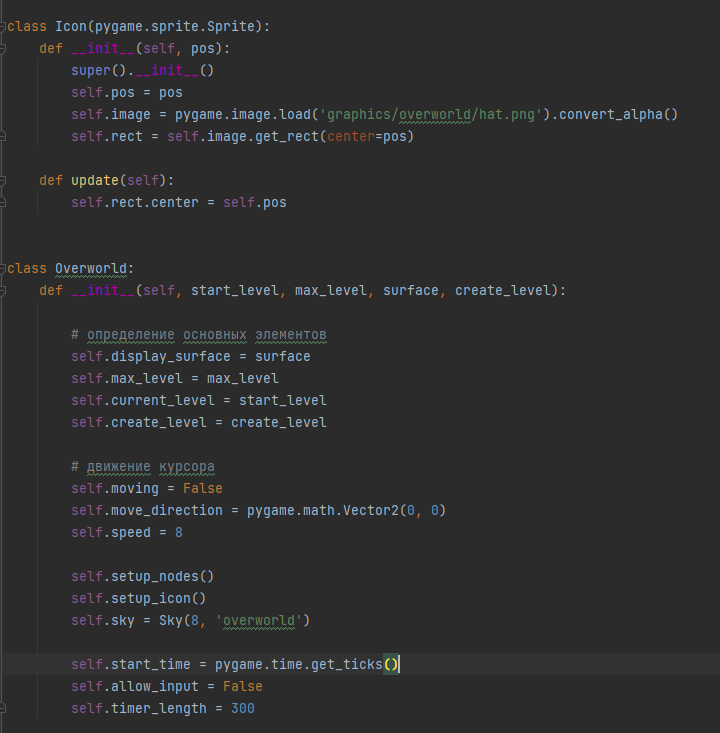 class Icon(pygame.sprite.Sprite):
    def __init__(self, pos):
        super().__init__()
        self.pos = pos
        self.image = pygame.image.load('graphics/overworld/hat.png').convert_alpha()
        self.rect = self.image.get_rect(center=pos)
    def update(self):
        self.rect.center = self.pos
class Overworld:
    def __init__(self, start_level, max_level, surface, create_level):
        # определение основных элементов
        self.display_surface = surface
        self.max_level = max_level
        self.current_level = start_level
        self.create_level = create_level
        # движение курсора
        self.moving = False
        self.move_direction = pygame.math.Vector2(0, 0)
        self.speed = 8
        self.setup_nodes()
        self.setup_icon()
        self.sky = Sky(8, 'overworld')
        self.start_time = pygame.time.get_ticks()
        self.allow_input = False
        self.timer_length = 300